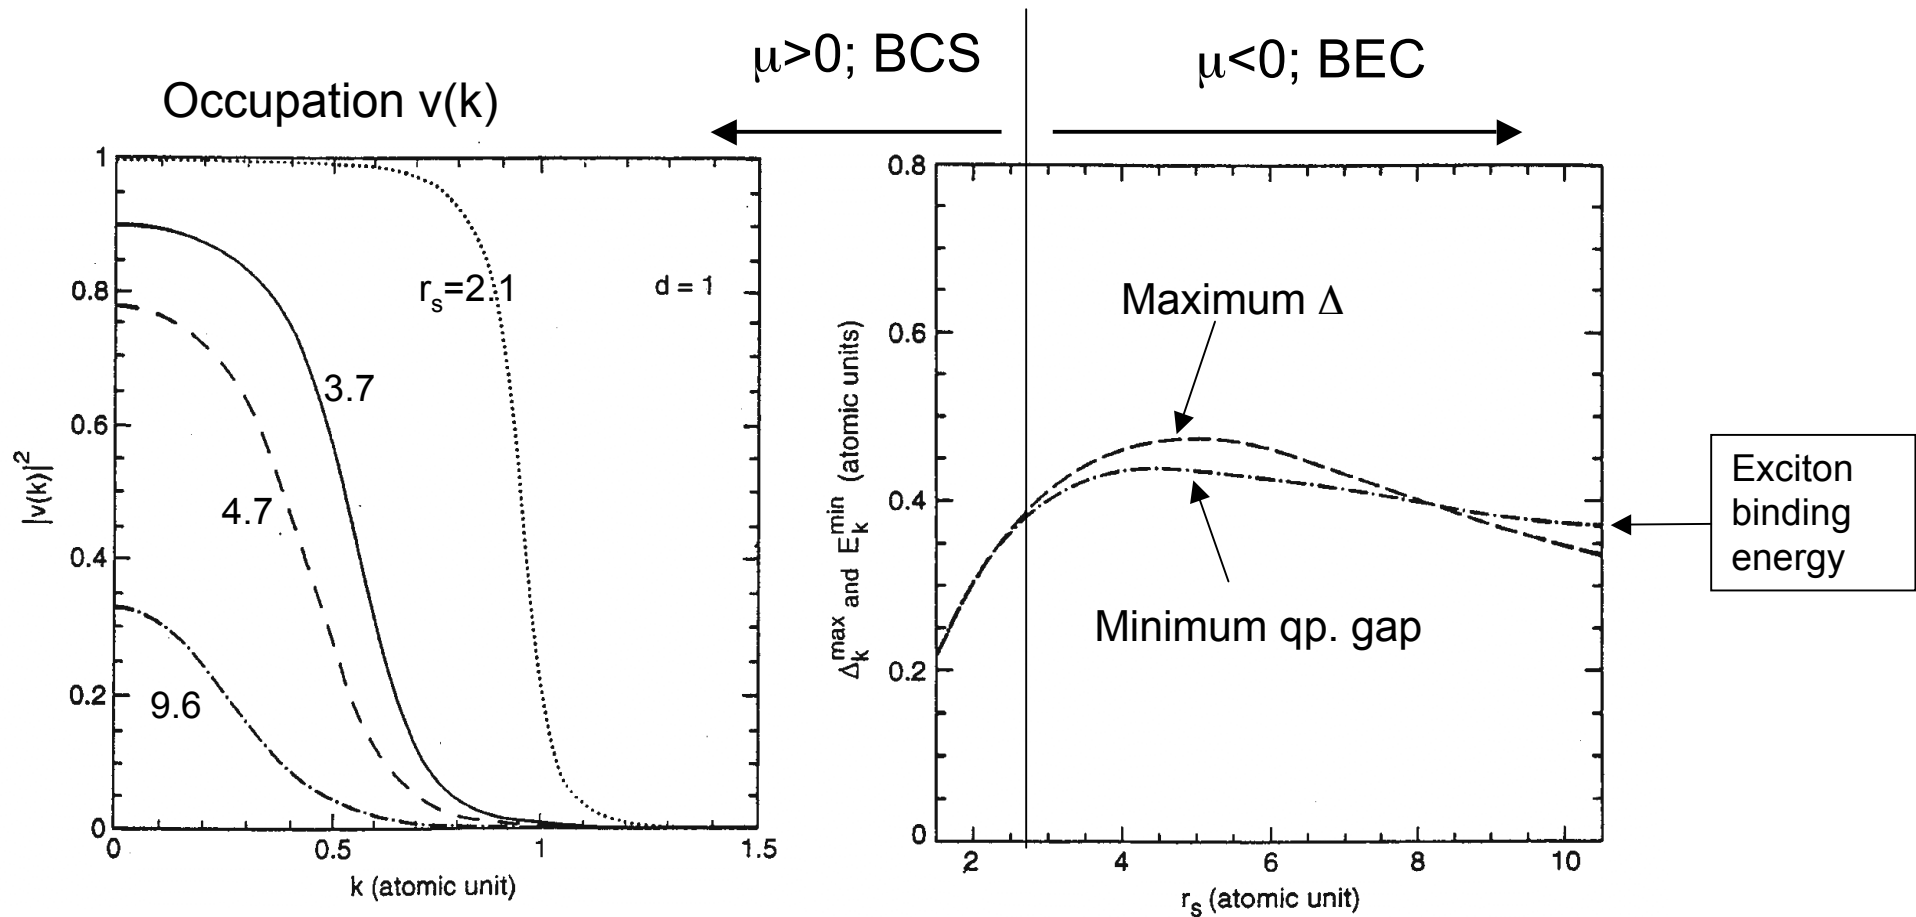 μ>0; BCS
μ<0; BEC
Occupation v(k)
1
0.8
0.6
0.4
0.2
0
0
0.5
1
1.5
|v(k)|²
k (atomic unit)
r_s=2.1
d = 1
3.7
4.7
9.6
0.8
0.6
0.4
0.2
0
2
4
6
8
10
Δ_k^max and E_k^min (atomic units)
r_s (atomic unit)
Maximum Δ
Minimum qp. gap
Exciton
binding
energy